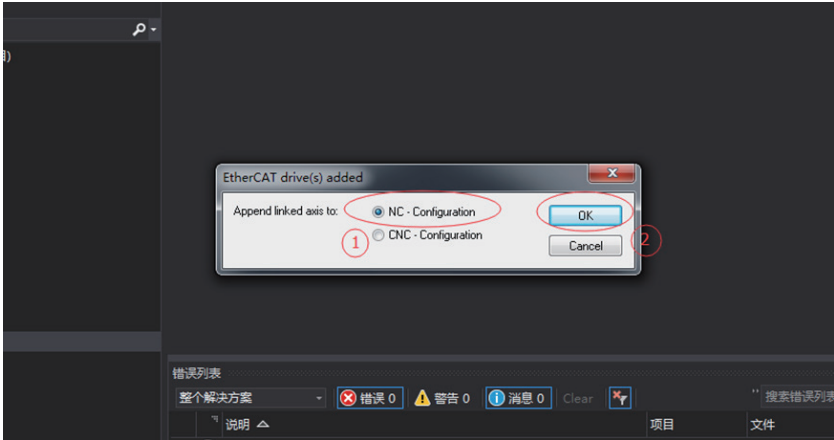 EtherCAT drive(s) added
Append linked axis to:
NC - Configuration
OK
1
CNC - Configuration
Cancel
2
错误列表
整个解决方案
错误 0
警告 0
消息 0
Clear
搜索错误列表
说明
项目
文件